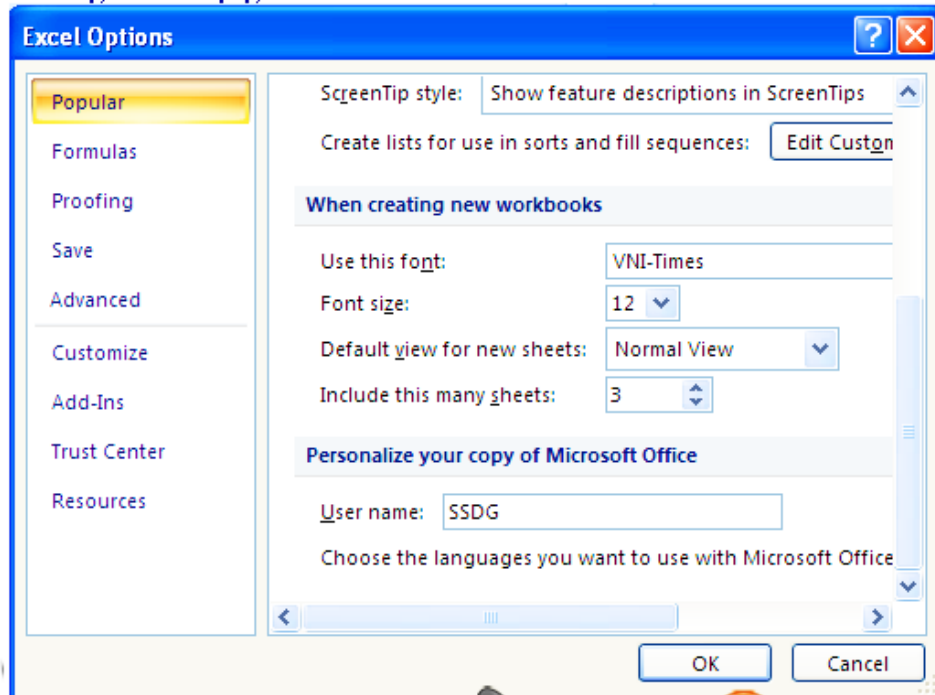 Excel Options
Popular
Formulas
Proofing
Save
Advanced
Customize
Add-Ins
Trust Center
Resources
ScreenTip style: Show feature descriptions in ScreenTips
Create lists for use in sorts and fill sequences: Edit Custon
When creating new workbooks
Use this font: VNI-Times
Font size: 12
Default view for new sheets: Normal View
Include this many sheets: 3
Personalize your copy of Microsoft Office
User name: SSDG
Choose the languages you want to use with Microsoft Office
OK Cancel